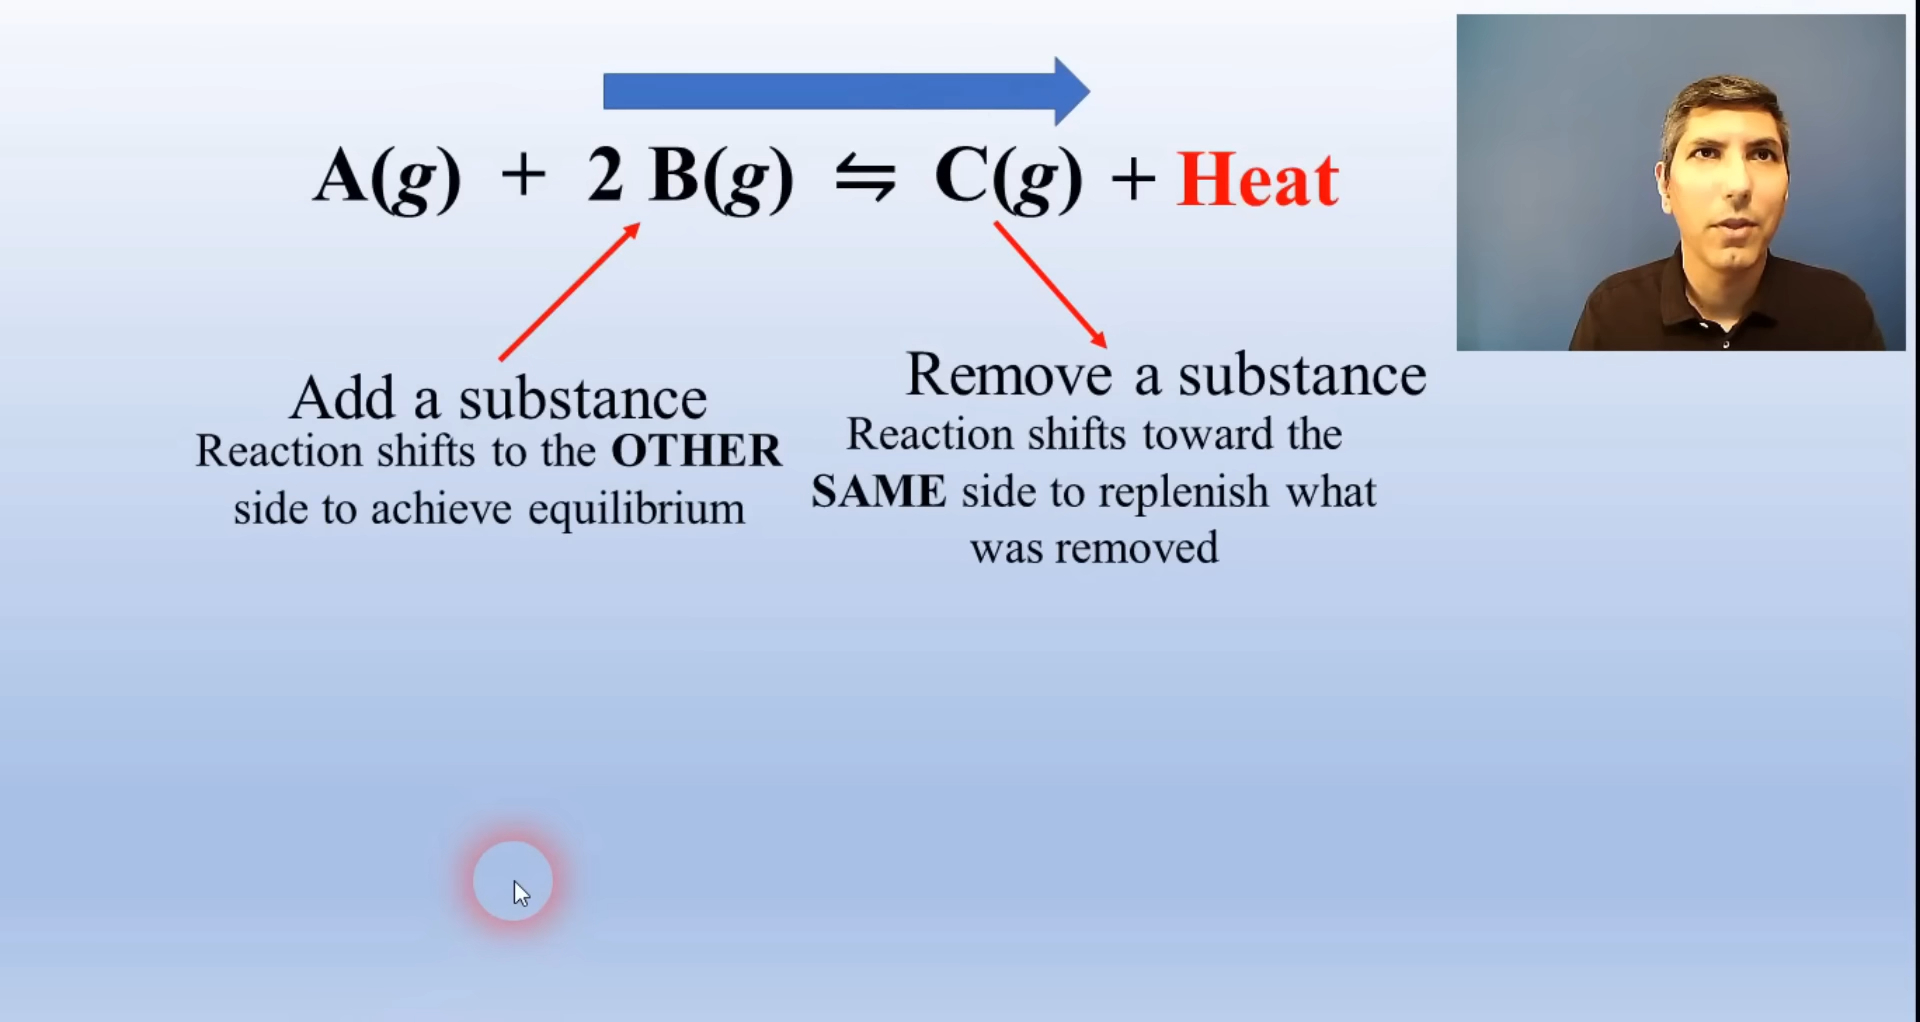 A(g) + 2 B(g) ⇋ C(g) + Heat
Add a substance
Reaction shifts to the OTHER
side to achieve equilibrium
Remove a substance
Reaction shifts toward the
SAME side to replenish what
was removed